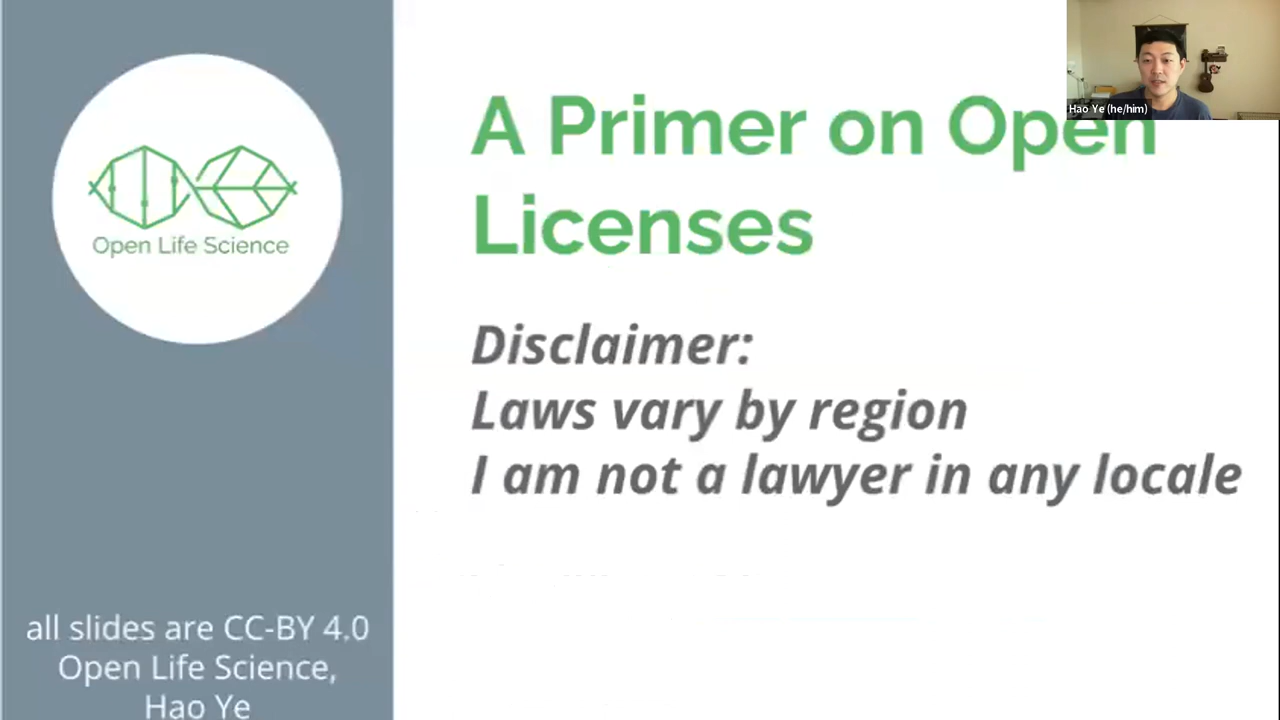 Open Life Science
A Primer on Open
Licenses
Disclaimer:
Laws vary by region
I am not a lawyer in any locale
all slides are CC-BY 4.0
Open Life Science,
Hao Ye
Hao Ye (he/him)